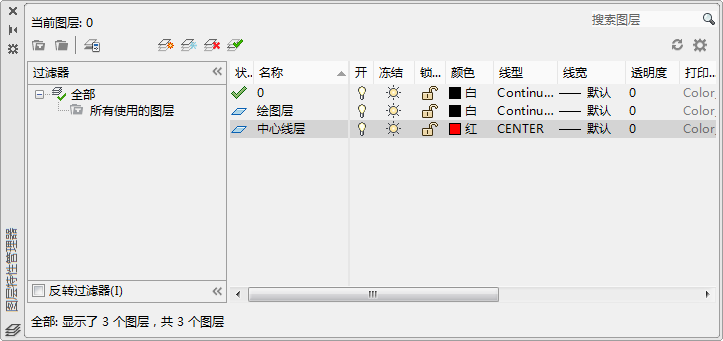 当前图层: 0
搜索图层
过滤器
全部
所有使用的图层
反转过滤器(I)
状.. 名称 开 冻结 锁... 颜色 线型 线宽 透明度 打印...
0 白 Continu... 默认 0 Color_
绘图层 白 Continu... 默认 0 Color_
中心线层 红 CENTER 默认 0 Color_
全部: 显示了 3 个图层，共 3 个图层
图层特性管理器